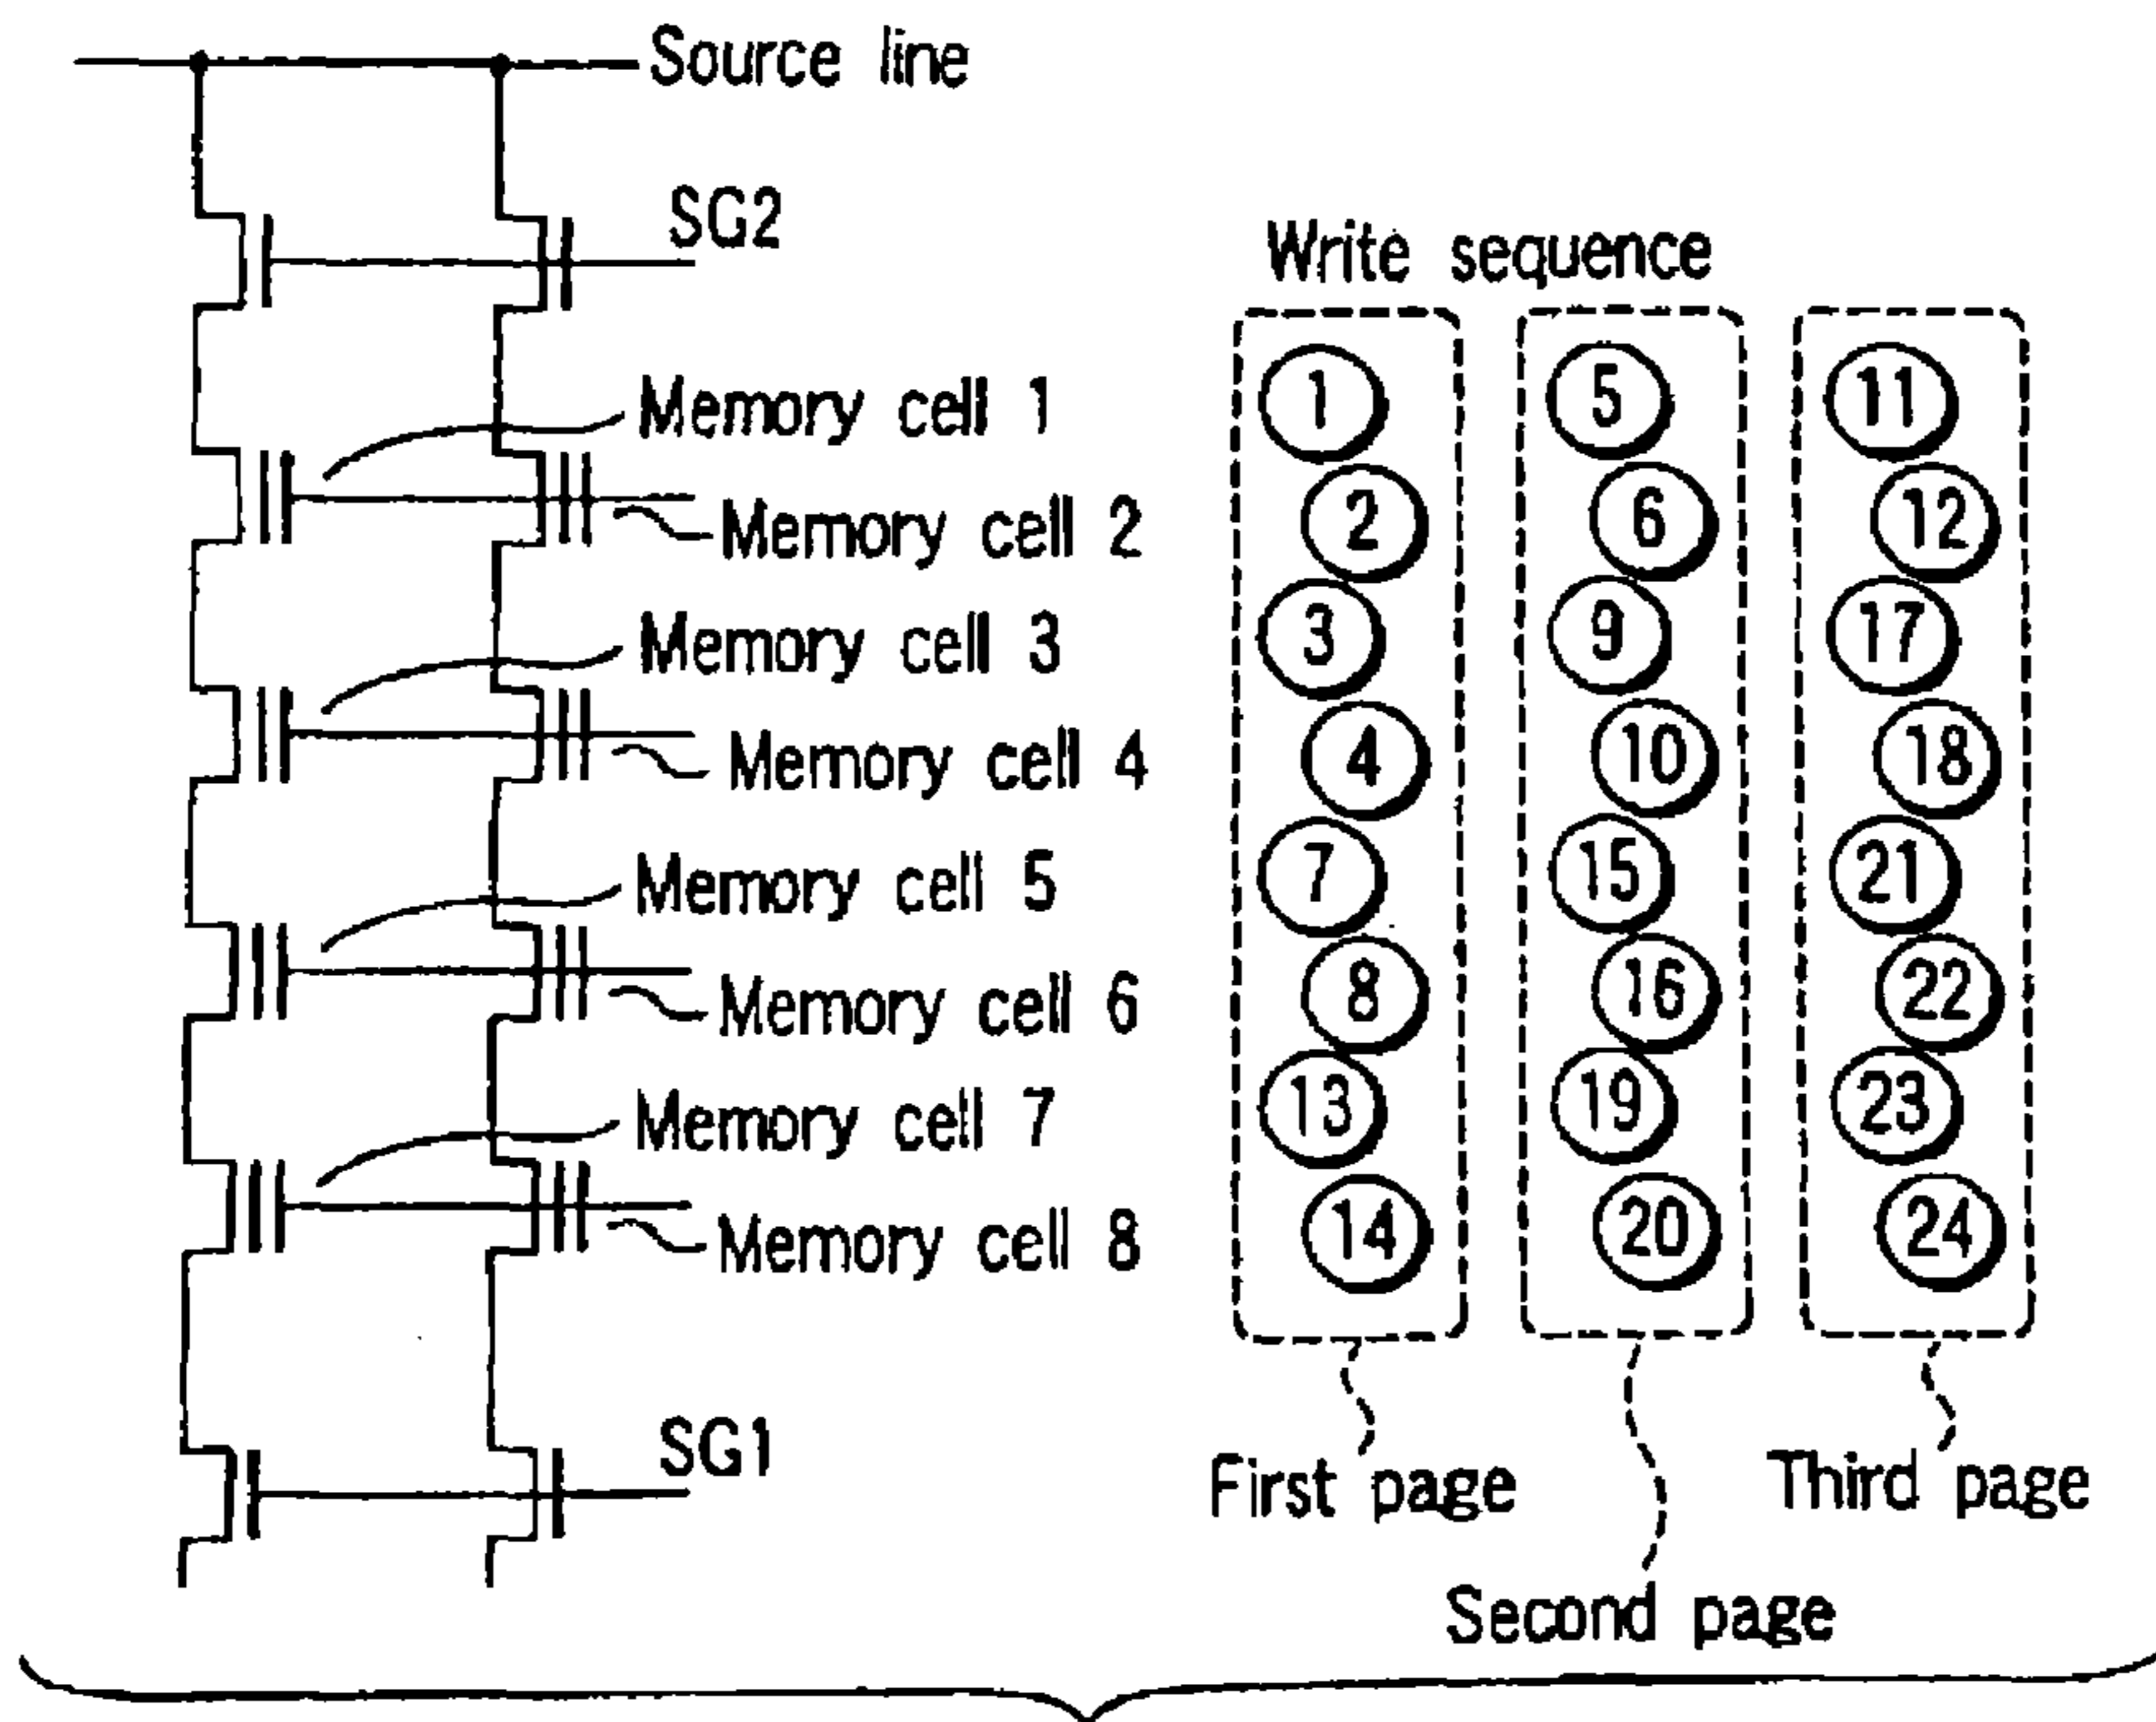 Source line
SG2
Memory cell 1
Memory cell 2
Memory cell 3
Memory cell 4
Memory cell 5
Memory cell 6
Memory cell 7
Memory cell 8
SG1
Write sequence
1 5 11
2 6 12
3 9 17
4 10 18
7 15 21
8 16 22
13 19 23
14 20 24
First page
Second page
Third page